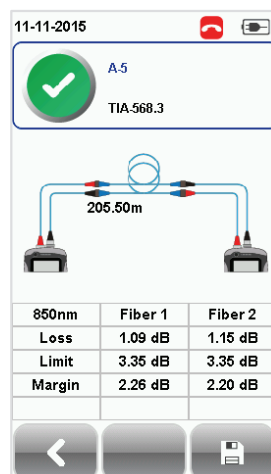 11-11-2015
A-5
TIA-568.3
205.50m
850nm Fiber 1 Fiber 2
Loss 1.09 dB 1.15 dB
Limit 3.35 dB 3.35 dB
Margin 2.26 dB 2.20 dB